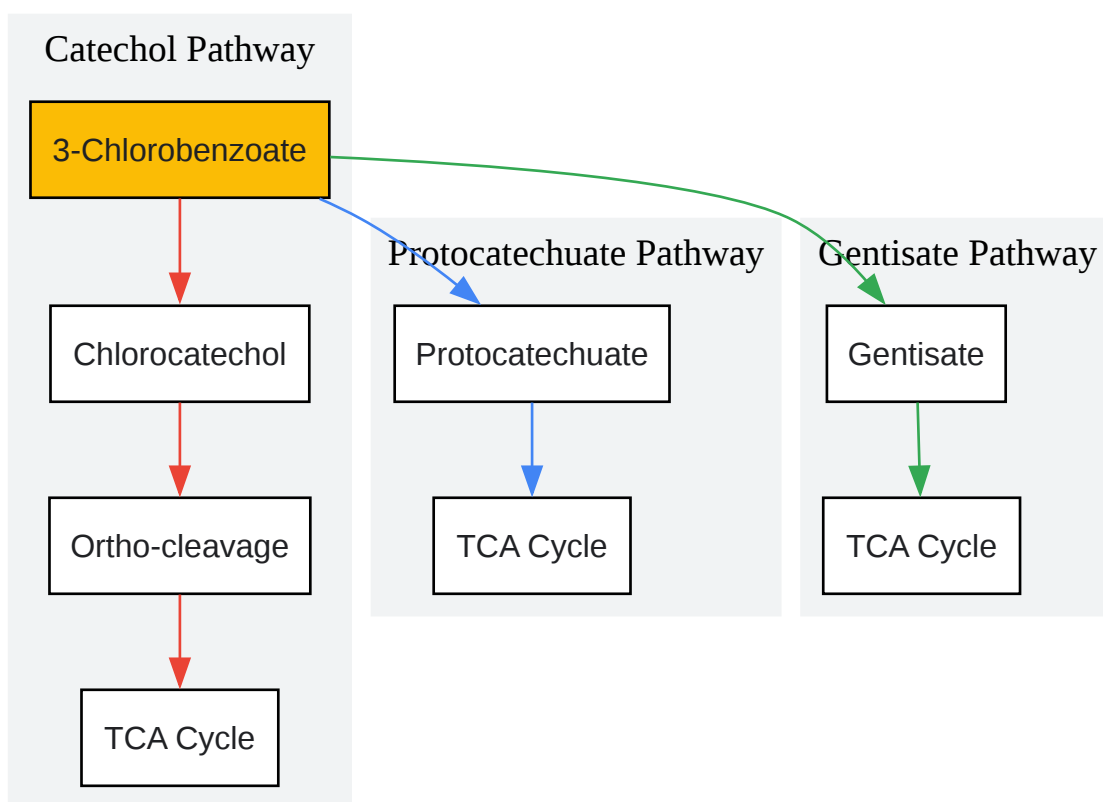 Catechol Pathway
3-Chlorobenzoate
Chlorocatechol
Ortho-cleavage
TCA Cycle
Protocatechuate Pathway
Protocatechuate
TCA Cycle
Gentisate Pathway
Gentisate
TCA Cycle